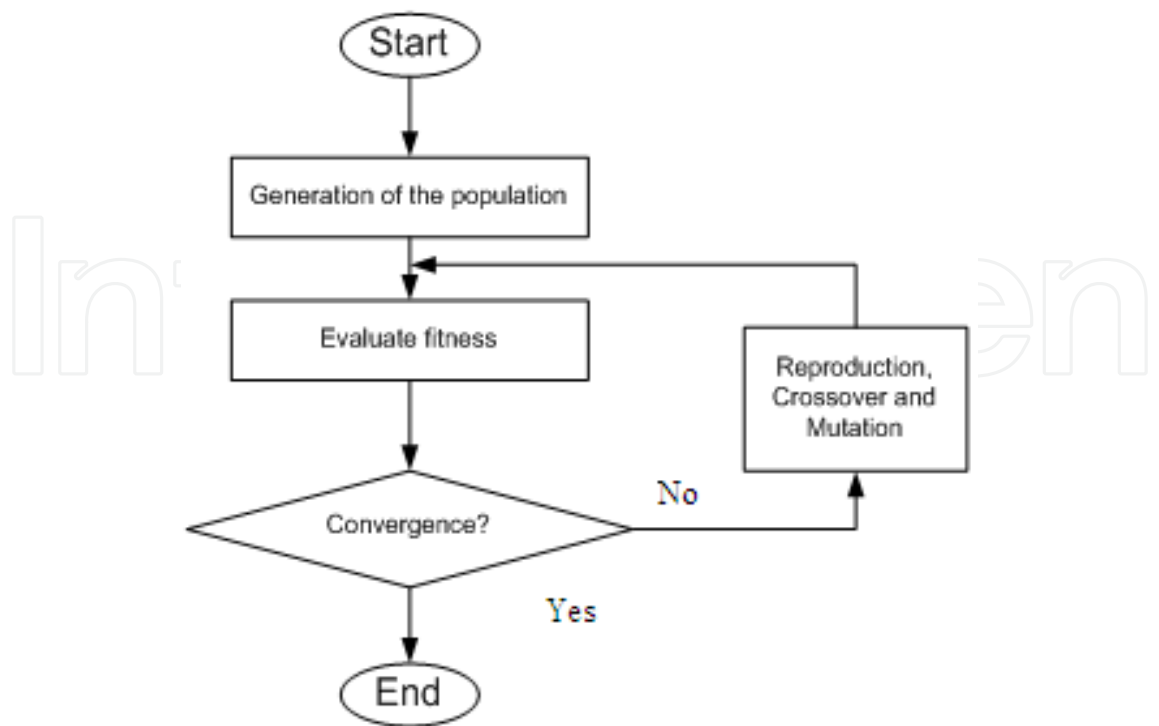 Start
Generation of the population
Evaluate fitness
Reproduction,
Crossover and
Mutation
Convergence?
No
Yes
End